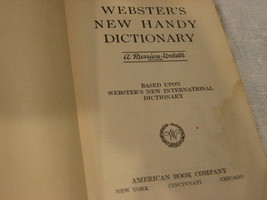 WEBSTER'S
NEW HANDY
DICTIONARY
A Merriam-Webster
BASED UPON
WEBSTER'S NEW INTERNATIONAL
DICTIONARY
W
AMERICAN BOOK COMPANY
NEW YORK CINCINNATI CHICAGO